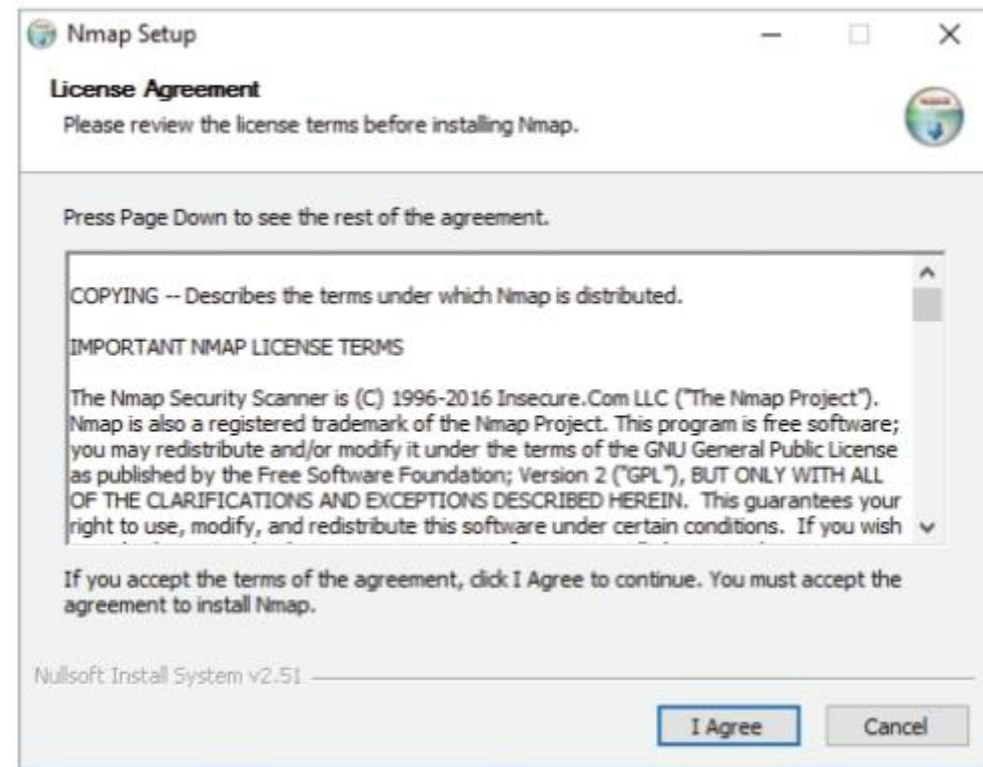 Nmap Setup
License Agreement
Please review the license terms before installing Nmap.
Press Page Down to see the rest of the agreement.
COPYING -- Describes the terms under which Nmap is distributed.
IMPORTANT NMAP LICENSE TERMS
The Nmap Security Scanner is (C) 1996-2016 Insecure.Com LLC ("The Nmap Project").
Nmap is also a registered trademark of the Nmap Project. This program is free software;
you may redistribute and/or modify it under the terms of the GNU General Public License
as published by the Free Software Foundation; Version 2 ("GPL"), BUT ONLY WITH ALL
OF THE CLARIFICATIONS AND EXCEPTIONS DESCRIBED HEREIN. This guarantees your
right to use, modify, and redistribute this software under certain conditions. If you wish
If you accept the terms of the agreement, click I Agree to continue. You must accept the
agreement to install Nmap.
Nullsoft Install System v2.51
I Agree
Cancel